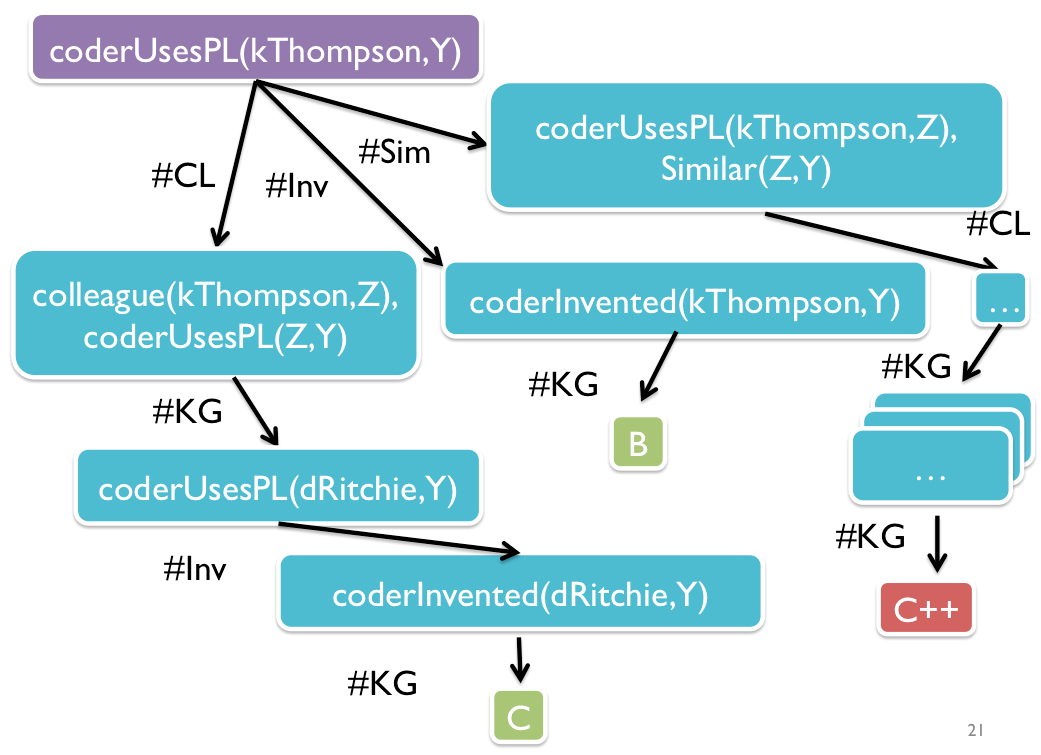 coderUsesPL(kThompson,Y)
coderUsesPL(kThompson,Z),
Similar(Z,Y)
#Sim
#CL
#Inv
#CL
colleague(kThompson,Z),
coderUsesPL(Z,Y)
coderInvented(kThompson,Y)
...
#KG
#KG
#KG
B
...
coderUsesPL(dRitchie,Y)
#KG
#Inv
coderInvented(dRitchie,Y)
C++
#KG
C
21